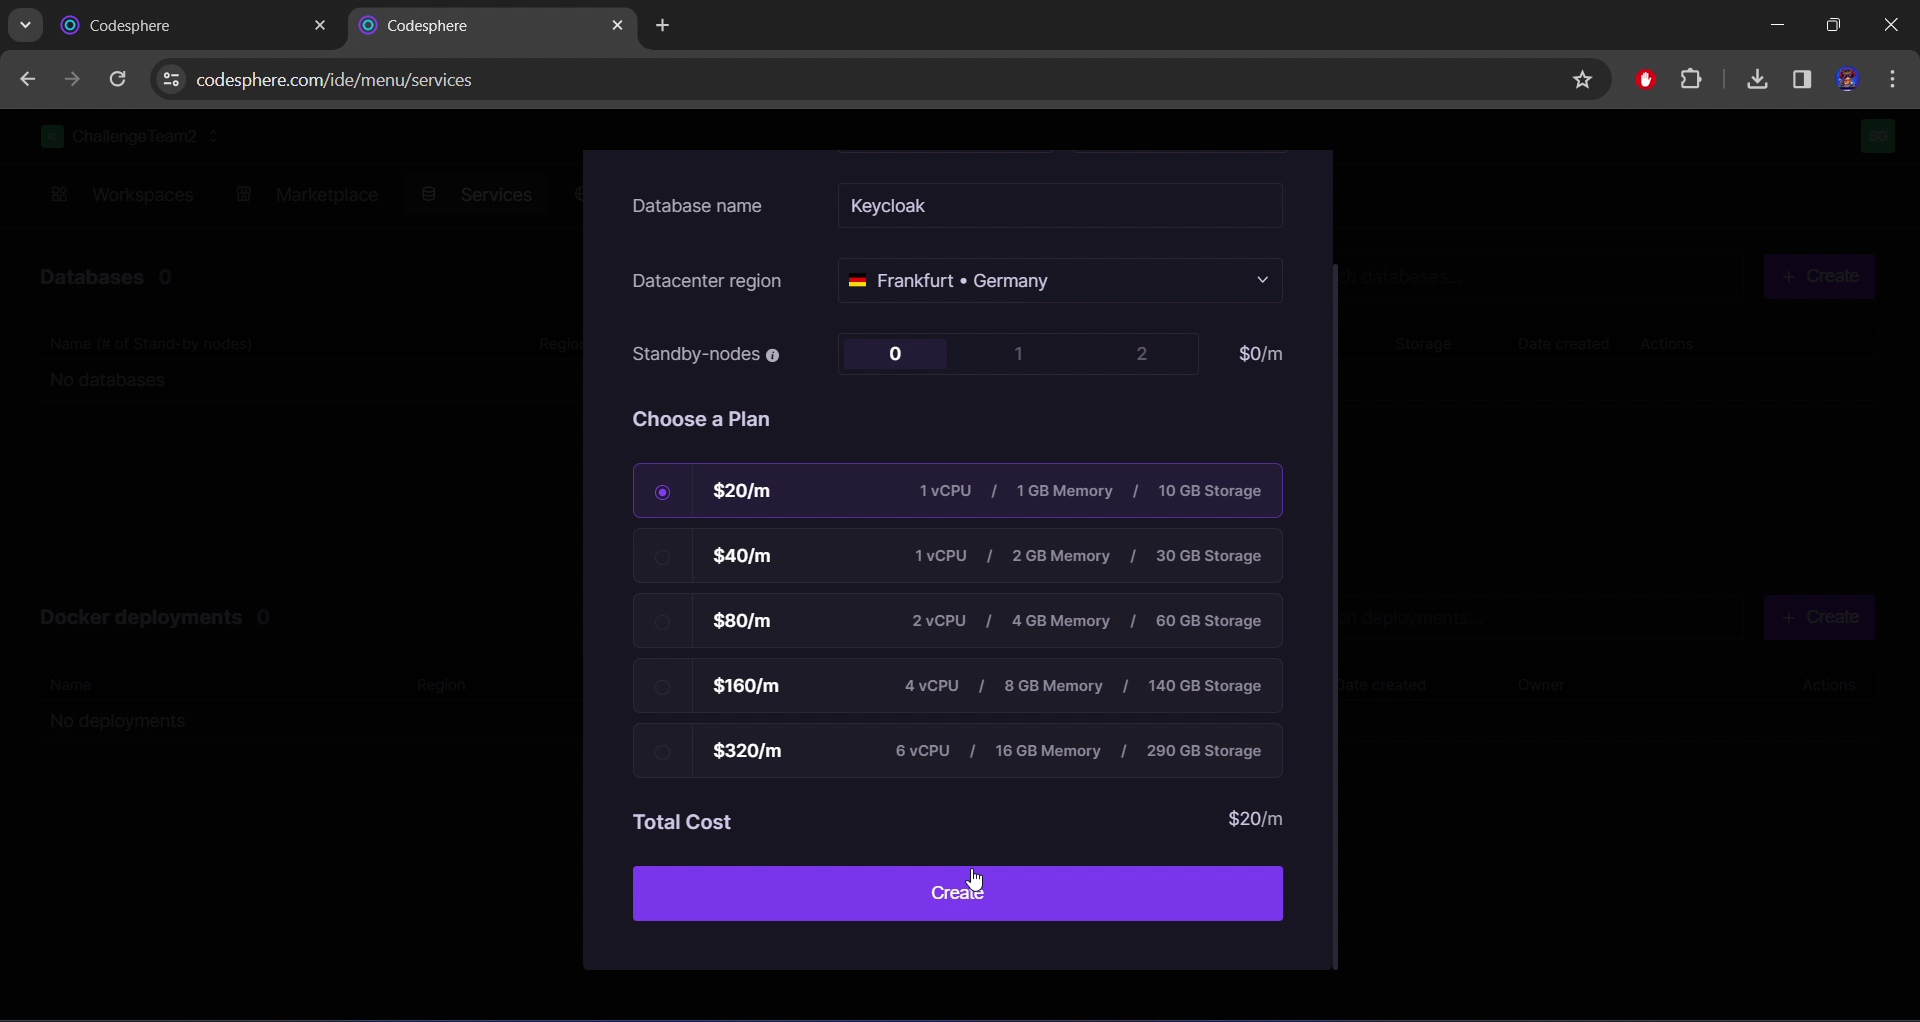 Codesphere
Codesphere
codesphere.com/ide/menu/services
ChallengeTeam2
SG
Workspaces
Marketplace
Services
Databases 0
databases...
+ Create
Name (# of Stand-by nodes)
Region
Storage
Date created
Actions
No databases
Database name
Keycloak
Datacenter region
Frankfurt • Germany
Standby-nodes
0
1
2
$0/m
Choose a Plan
$20/m 1 vCPU / 1 GB Memory / 10 GB Storage
$40/m 1 vCPU / 2 GB Memory / 30 GB Storage
$80/m 2 vCPU / 4 GB Memory / 60 GB Storage
$160/m 4 vCPU / 8 GB Memory / 140 GB Storage
$320/m 6 vCPU / 16 GB Memory / 290 GB Storage
Total Cost
$20/m
Create
Docker deployments 0
deployments...
+ Create
Name
Region
Date created
Owner
Actions
No deployments